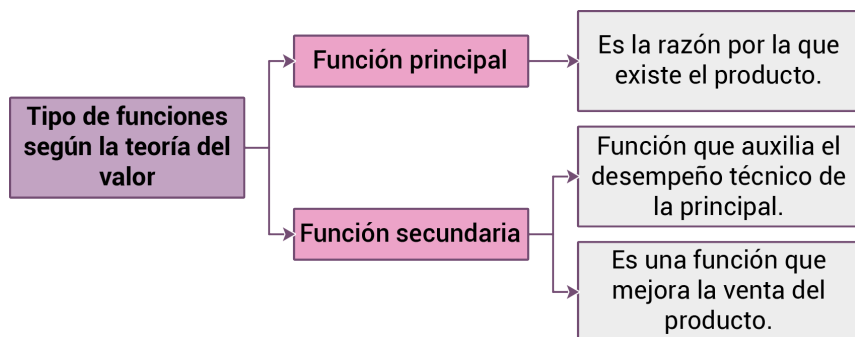 Tipo de funciones
según la teoría del
valor
Función principal
Es la razón por la que
existe el producto.
Función secundaria
Función que auxilia el
desempeño técnico de
la principal.
Es una función que
mejora la venta del
producto.